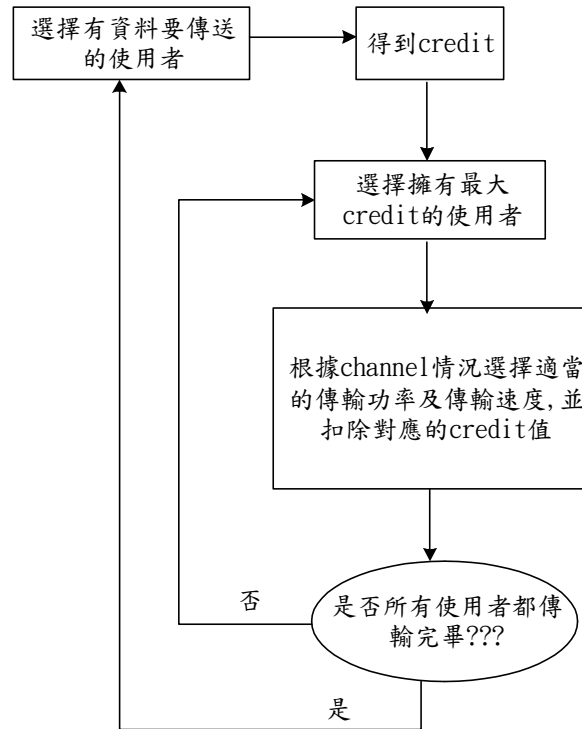 選擇有資料要傳送
的使用者
得到credit
選擇擁有最大
credit的使用者
根據channel情況選擇適當
的傳輸功率及傳輸速度,並
扣除對應的credit值
是否所有使用者都傳
輸完畢???
否
是